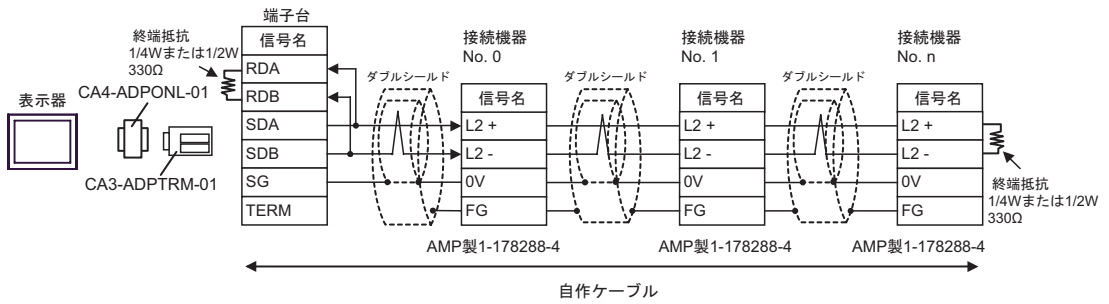 表示器
CA4-ADPONL-01
CA3-ADPTRM-01
終端抵抗
1/4Wまたは1/2W
330Ω
端子台
信号名
RDA
RDB
SDA
SDB
SG
TERM
ダブルシールド
接続機器
No. 0
信号名
L2 +
L2 -
0V
FG
AMP製1-178288-4
ダブルシールド
接続機器
No. 1
信号名
L2 +
L2 -
0V
FG
AMP製1-178288-4
ダブルシールド
接続機器
No. n
信号名
L2 +
L2 -
0V
FG
AMP製1-178288-4
終端抵抗
1/4Wまたは1/2W
330Ω
自作ケーブル